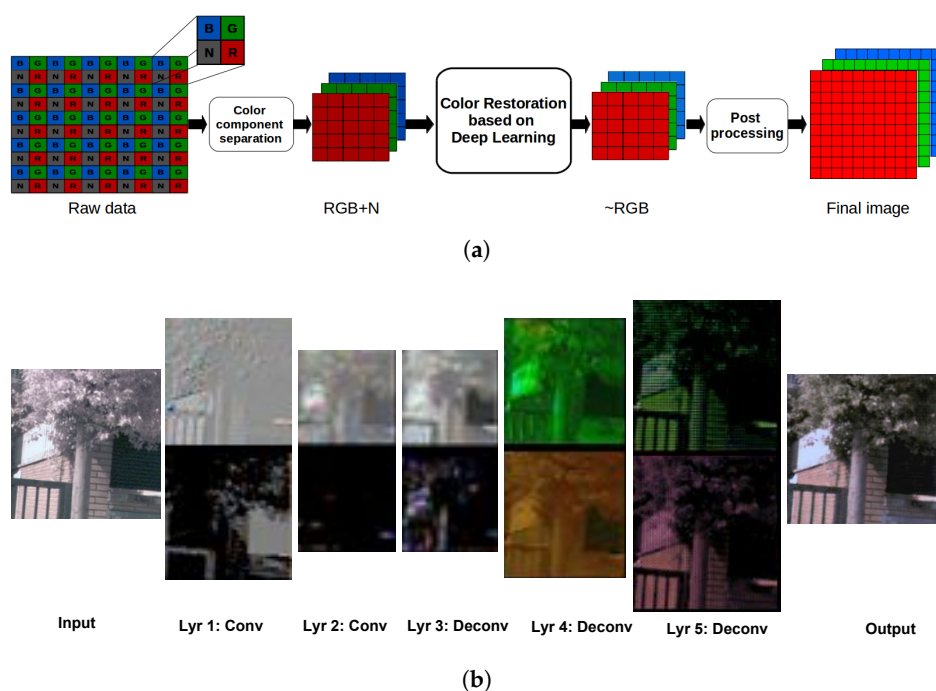 (a)
B G
N R
B G B G B G B G B G
N R N R N R N R N R
B G B G B G B G B G
N R N R N R N R N R
B G B G B G B G B G
N R N R N R N R N R
B G B G B G B G B G
N R N R N R N R N R
B G B G B G B G B G
N R N R N R N R N R
Color
component
separation
Color Restoration
based on
Deep Learning
Post
processing
Raw data
RGB+N
~RGB
Final image
(a)
Input
Lyr 1: Conv
Lyr 2: Conv
Lyr 3: Deconv
Lyr 4: Deconv
Lyr 5: Deconv
Output
(b)